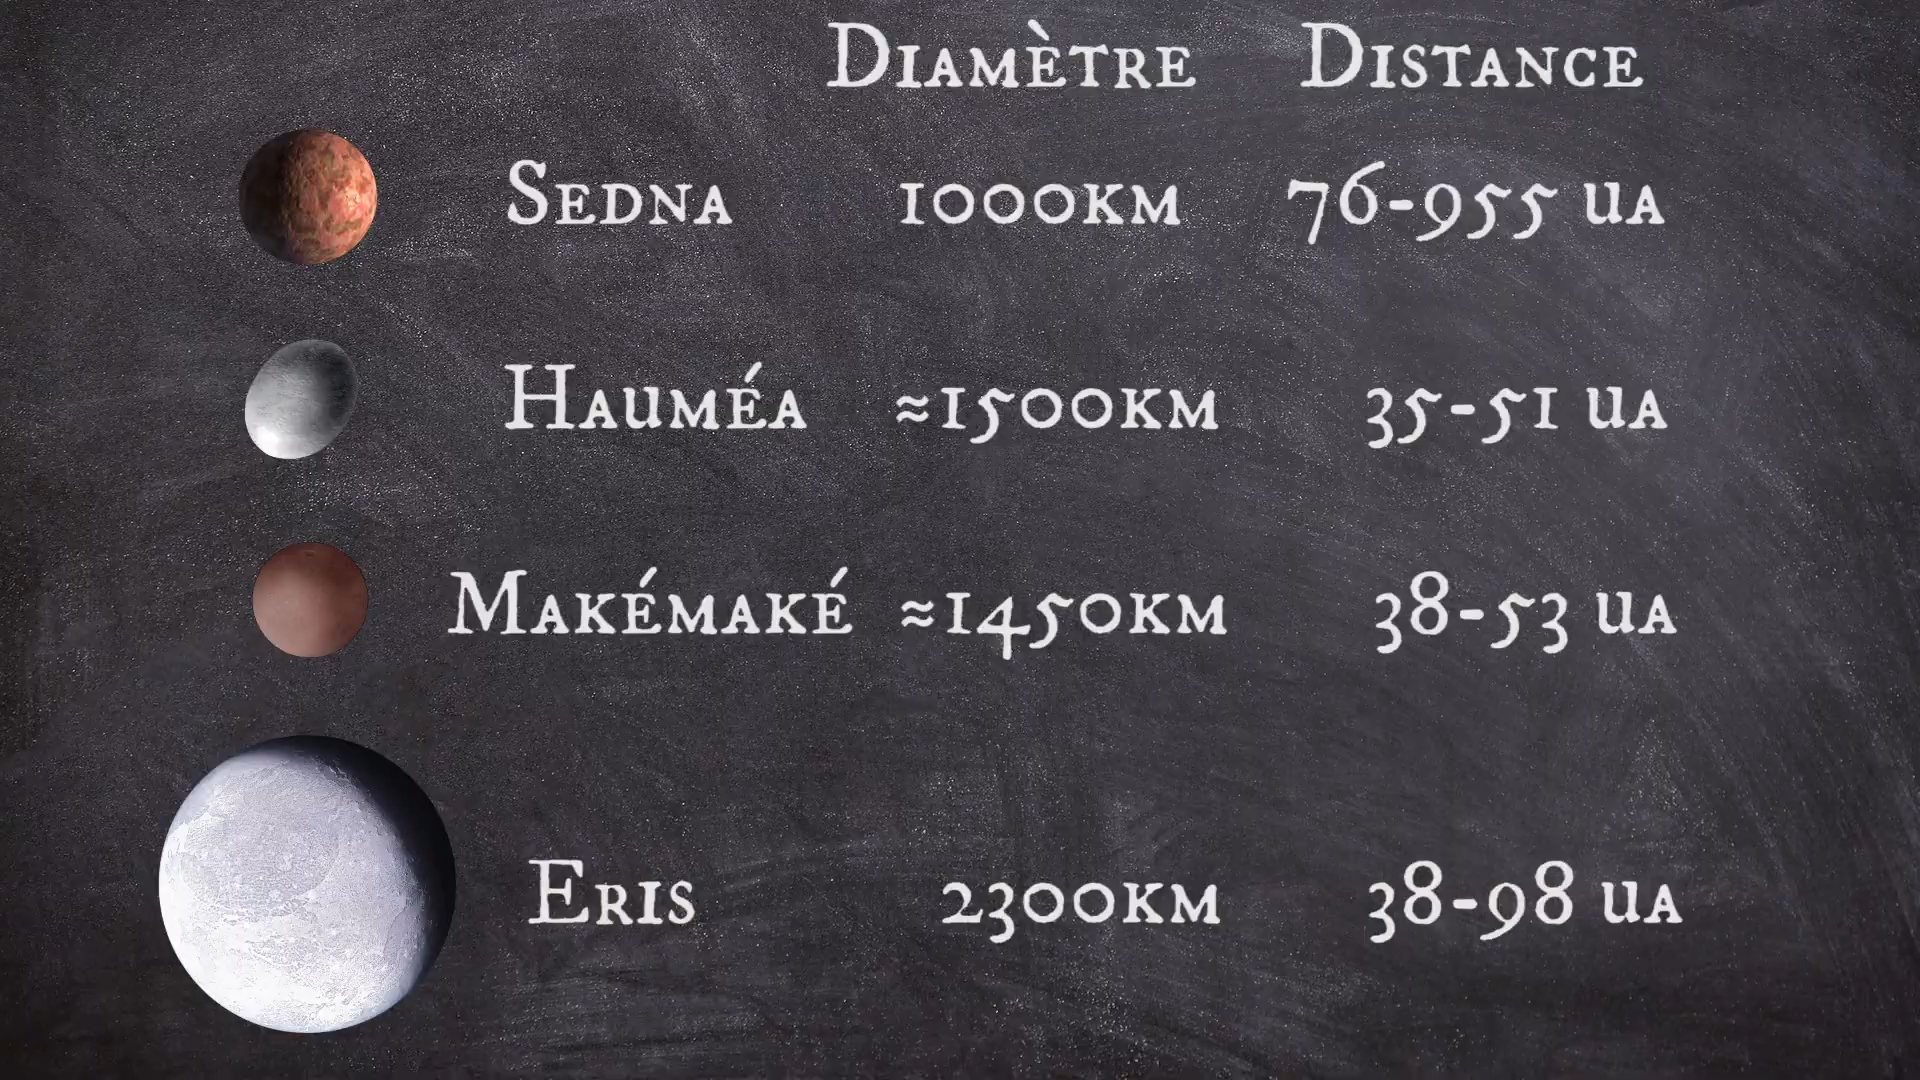 Diamètre Distance
Sedna 1000km 76-955 ua
Hauméa ≈1500km 35-51 ua
Makémaké ≈1450km 38-53 ua
Eris 2300km 38-98 ua